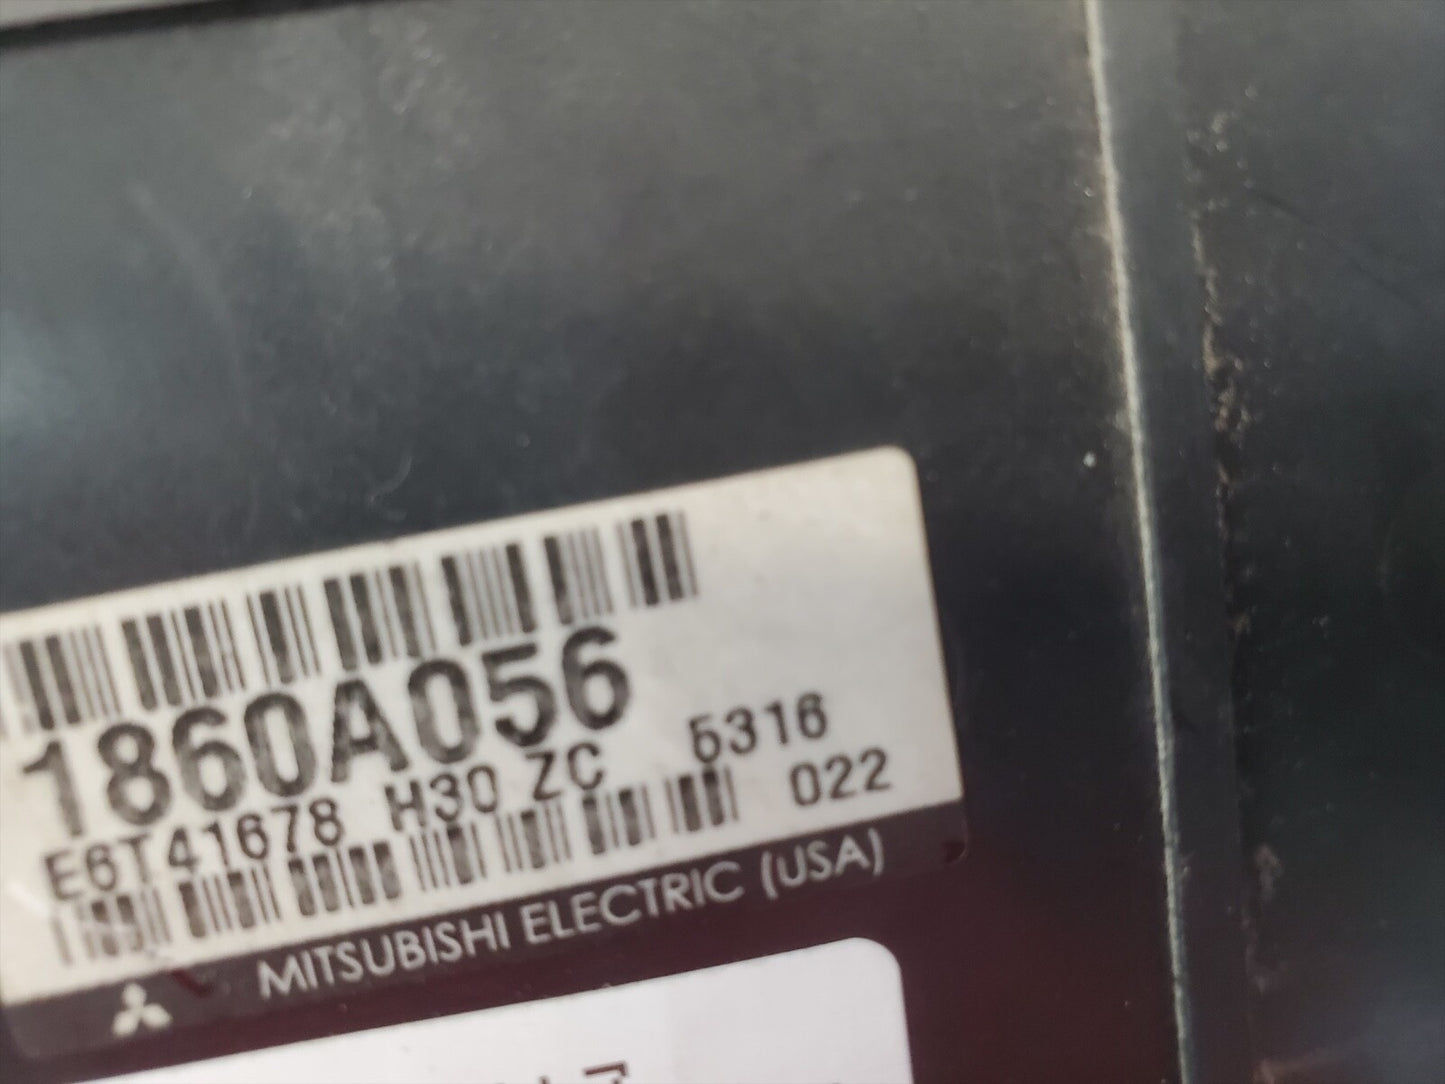 1860A056
E6T41678 H30 ZC 5316
022
MITSUBISHI ELECTRIC (USA)